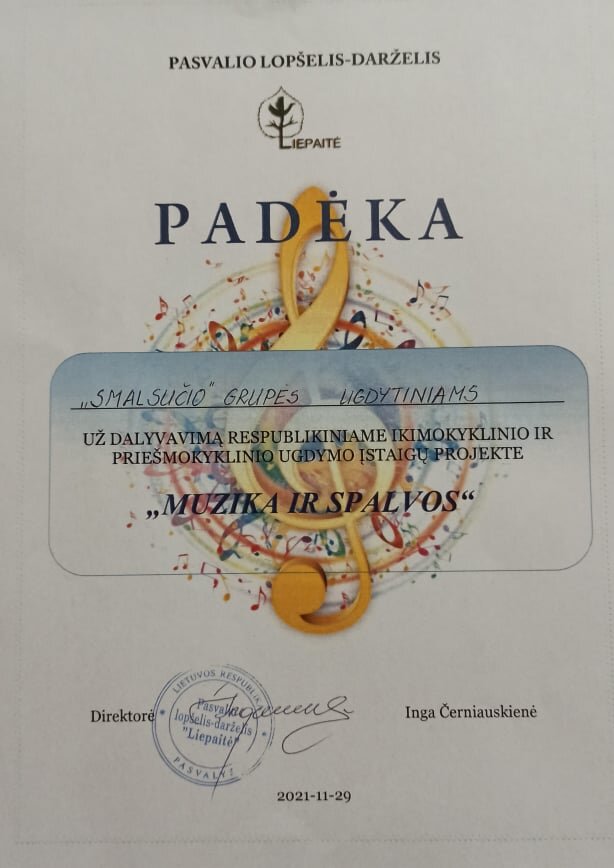 PASVALIO LOPŠELIS-DARŽELIS
LIEPAITĖ
PADĖKA
„SMALSUČIO" GRUPĖS UGDYTINIAMS
UŽ DALYVAVIMĄ RESPUBLIKINIAME IKIMOKYKLINIO IR
PRIEŠMOKYKLINIO UGDYMO ĮSTAIGŲ PROJEKTE
„MUZIKA IR SPALVOS“
LIETUVOS RESPUBLIKA
Pasvalio
lopšelis-darželis
"Liepaitė"
PASVALYS
Direktorė
Inga Černiauskienė
2021-11-29